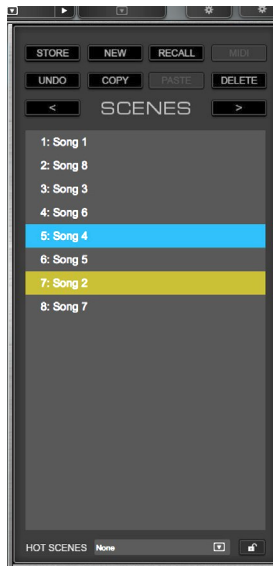 STORE NEW RECALL MIDI
UNDO COPY PASTE DELETE
< SCENES >
1: Song 1
2: Song 8
3: Song 3
4: Song 6
5: Song 4
6: Song 5
7: Song 2
8: Song 7
HOT SCENES None